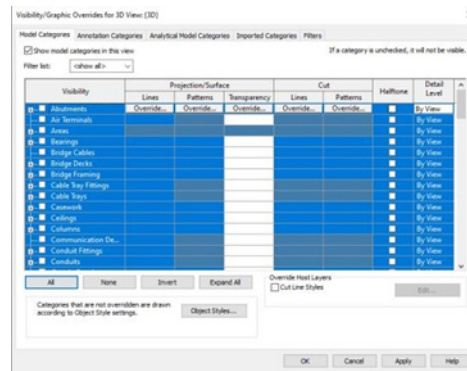 Visibility/Graphic Overrides for 3D View: {3D}
Model Categories Annotation Categories Analytical Model Categories Imported Categories Filters
Show model categories in this view
If a category is unchecked, it will not be visible.
Filter list: <show all>
Visibility Projection/Surface Cut Halftone Detail Level
Lines Patterns Transparency Lines Patterns
Abutments Override... Override... Override... Override... Override... By View
Air Terminals By View
Areas By View
Bearings By View
Bridge Cables By View
Bridge Decks By View
Bridge Framing By View
Cable Tray Fittings By View
Cable Trays By View
Casework By View
Ceilings By View
Columns By View
Communication De... By View
Conduit Fittings By View
Conduits By View
All None Invert Expand All
Override Host Layers
Cut Line Styles Edit...
Categories that are not overridden are drawn
according to Object Style settings.
Object Styles...
OK Cancel Apply Help